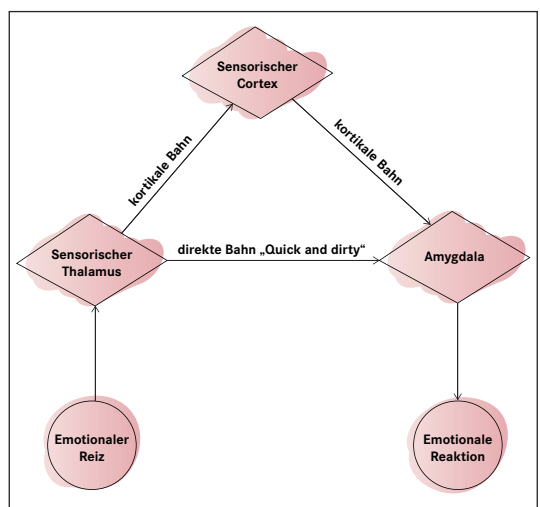 Sensorischer
Cortex
kortikale Bahn
kortikale Bahn
Sensorischer
Thalamus
direkte Bahn „Quick and dirty“
Amygdala
Emotionaler
Reiz
Emotionale
Reaktion